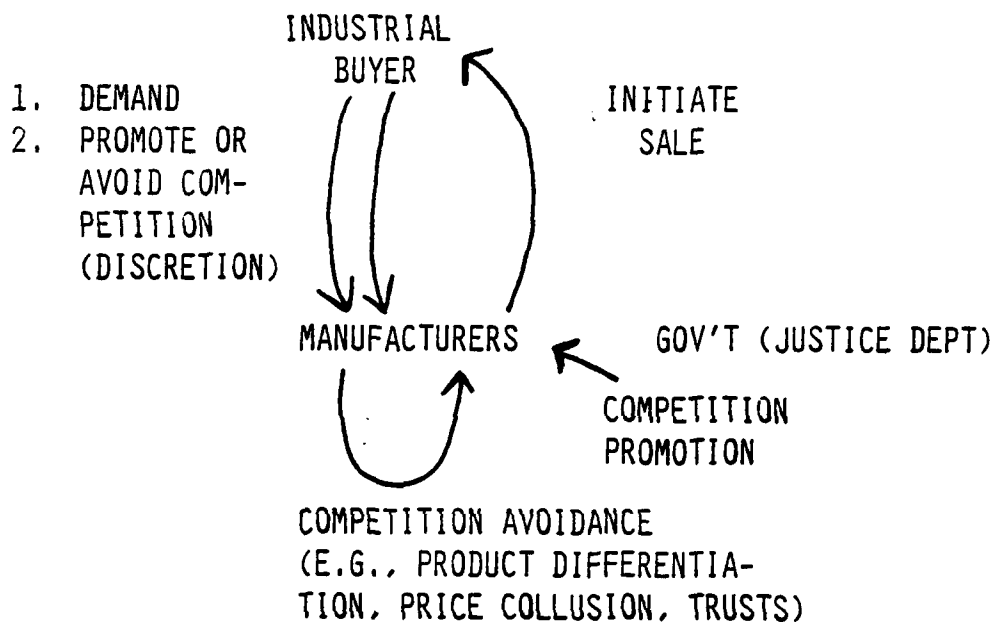 INDUSTRIAL
BUYER
1. DEMAND
2. PROMOTE OR
AVOID COM-
PETITION
(DISCRETION)
INITIATE
SALE
MANUFACTURERS
GOV'T (JUSTICE DEPT)
COMPETITION
PROMOTION
COMPETITION AVOIDANCE
(E.G., PRODUCT DIFFERENTIA-
TION, PRICE COLLUSION, TRUSTS)